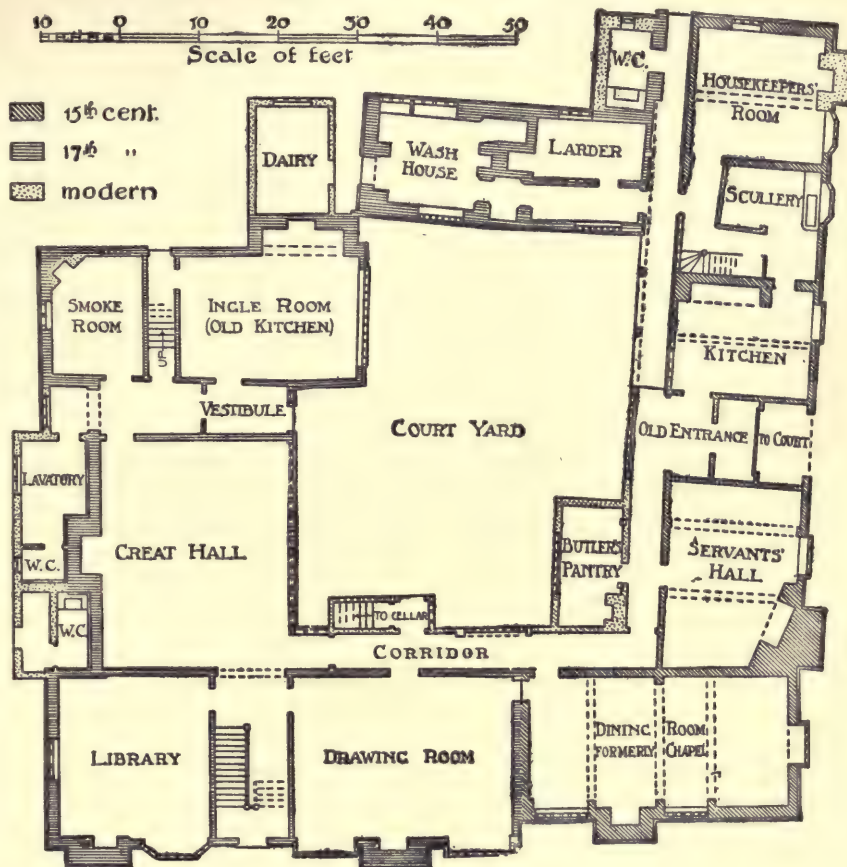 10 0 10 20 30 40 50
Scale of feet
15th cent.
17th "
modern
W.C.
HOUSEKEEPERS'
ROOM
DAIRY
WASH
HOUSE
LARDER
SCULLERY
SMOKE
ROOM
UP
INGLE ROOM
(OLD KITCHEN)
KITCHEN
VESTIBULE
COURT YARD
OLD ENTRANCE
TO COURT
LAVATORY
GREAT HALL
W.C.
BUTLER'S
PANTRY
SERVANTS'
HALL
W.C.
TO CELLAR
CORRIDOR
LIBRARY
DRAWING ROOM
DINING ROOM
FORMERLY CHAPEL